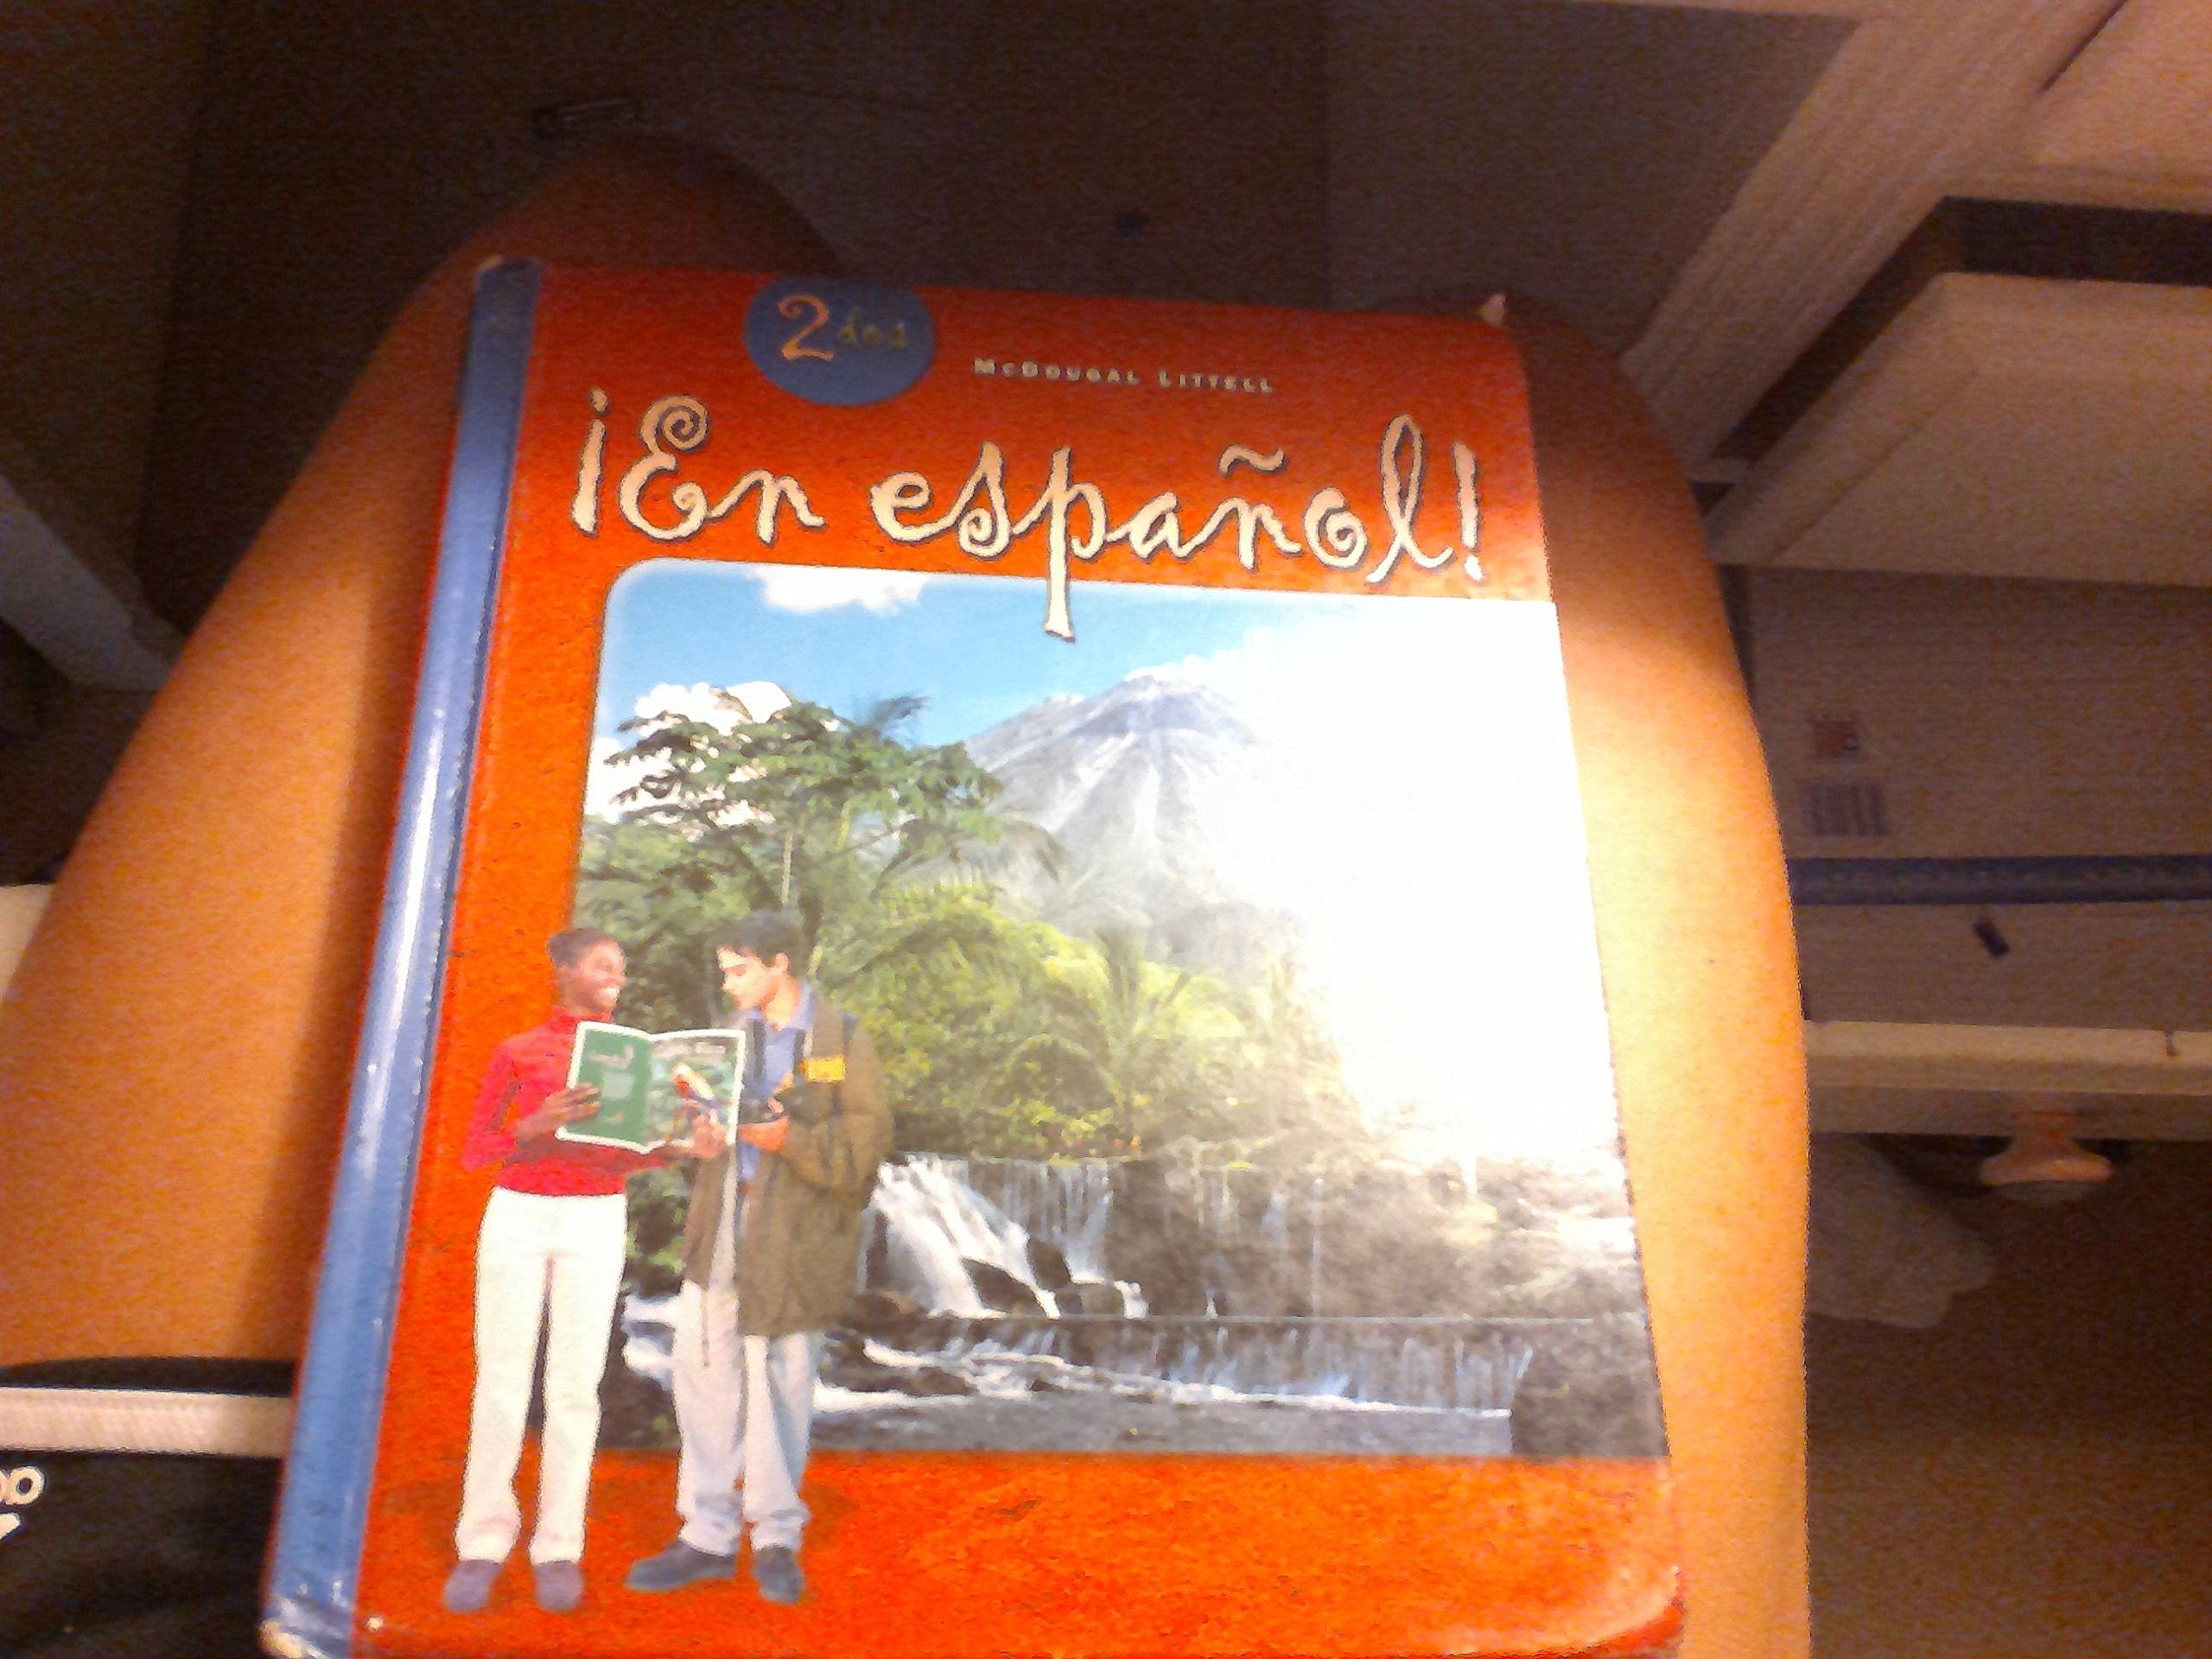 2 dos
McDougal Littell
¡En español!